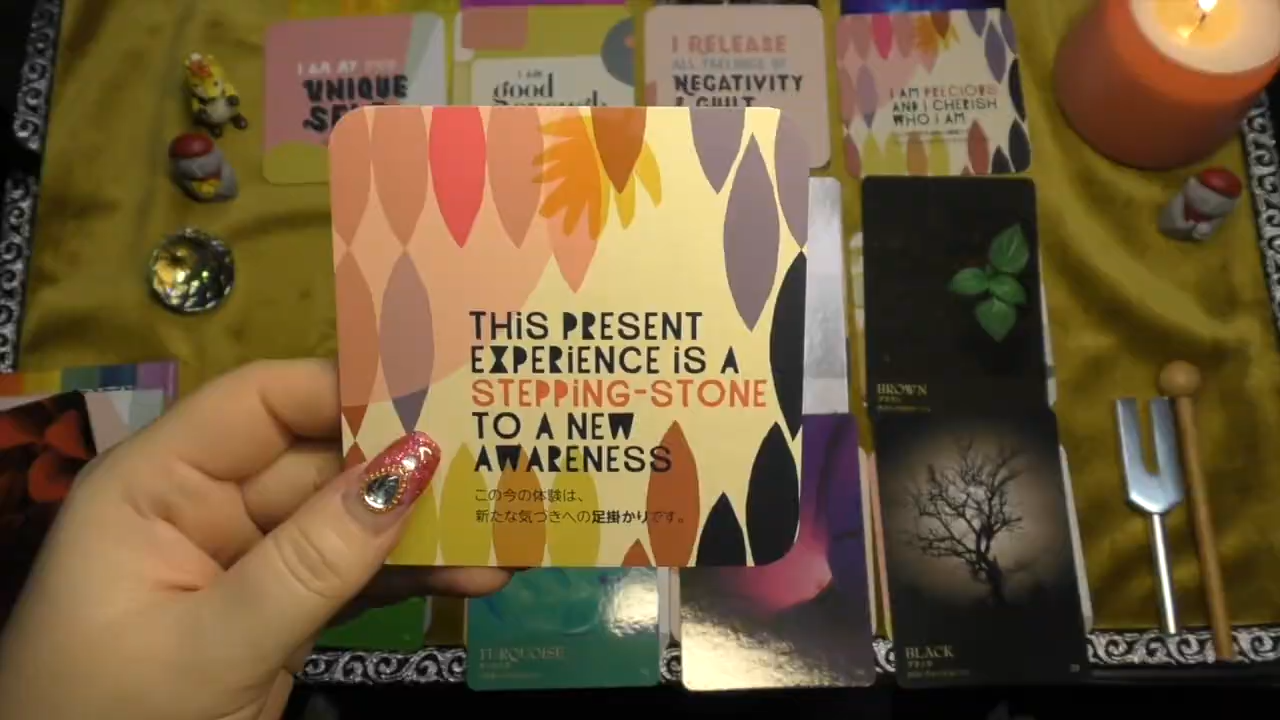 I AM MY
UNIQUE
I AM
good
I RELEASE
ALL FEELINGS OF
NEGATIVITY
& GUILT
I AM PRECIOUS
AND I CHERISH
WHO I AM
THIS PRESENT
EXPERIENCE IS A
STEPPING-STONE
TO A NEW
AWARENESS
この今の体験は、
新たな気づきへの足掛かりです。
BROWN
ブラウン
TURQUOISE
BLACK
ブラック